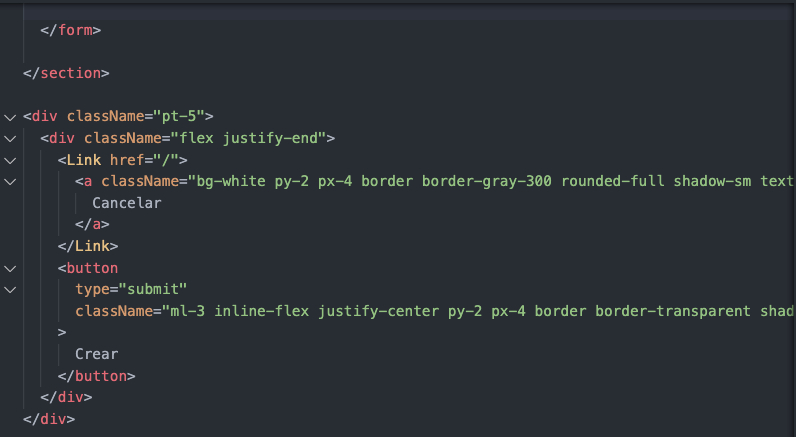 </form>
</section>
<div className="pt-5">
<div className="flex justify-end">
<Link href="/">
<a className="bg-white py-2 px-4 border border-gray-300 rounded-full shadow-sm text
Cancelar
</a>
</Link>
<button
type="submit"
className="ml-3 inline-flex justify-center py-2 px-4 border border-transparent shad
>
Crear
</button>
</div>
</div>